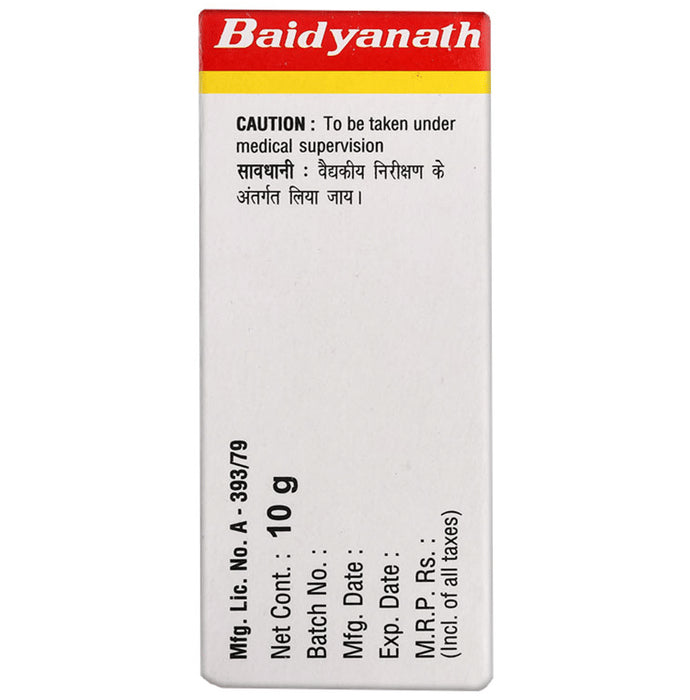 Baidyanath
CAUTION : To be taken under
medical supervision
सावधानी : वैद्यकीय निरीक्षण के
अंतर्गत लिया जाय।
Mfg. Lic. No. A - 393/79
Net Cont. : 10 g
Batch No. :
Mfg. Date :
Exp. Date :
M.R.P. Rs. :
(Incl. of all taxes)